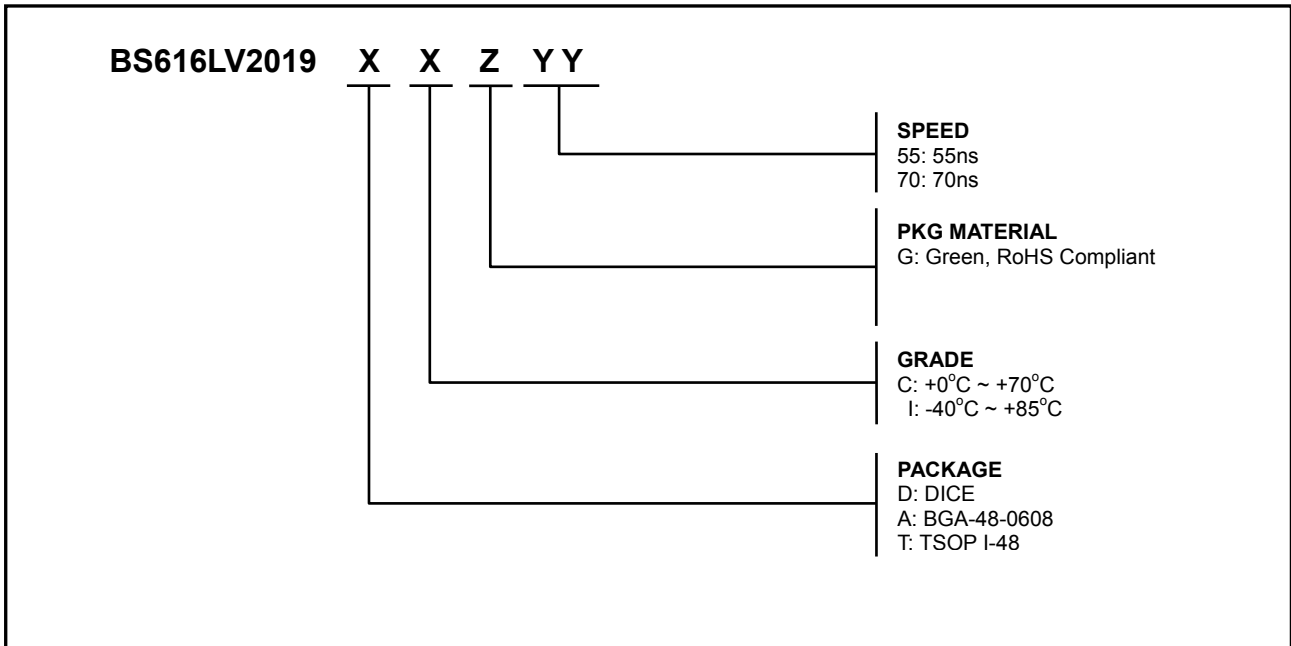 BS616LV2019 X X Z Y Y
SPEED
55: 55ns
70: 70ns
PKG MATERIAL
G: Green, RoHS Compliant
GRADE
C: +0°C ~ +70°C
I: -40°C ~ +85°C
PACKAGE
D: DICE
A: BGA-48-0608
T: TSOP I-48